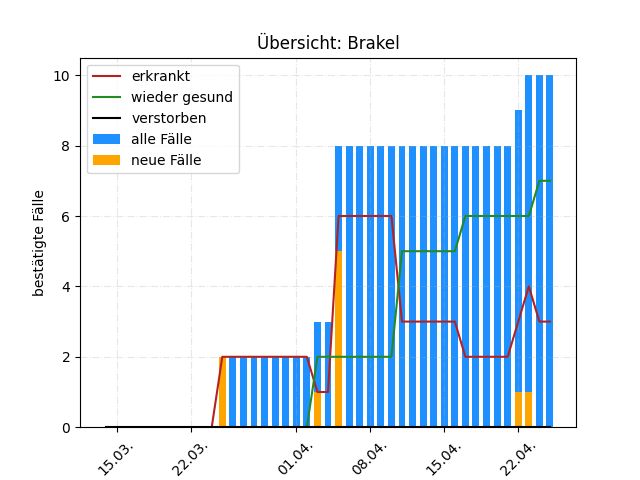 Übersicht: Brakel
erkrankt
wieder gesund
verstorben
alle Fälle
neue Fälle
bestätigte Fälle
10
8
6
4
2
0
15.03.
22.03.
01.04.
08.04.
15.04.
22.04.